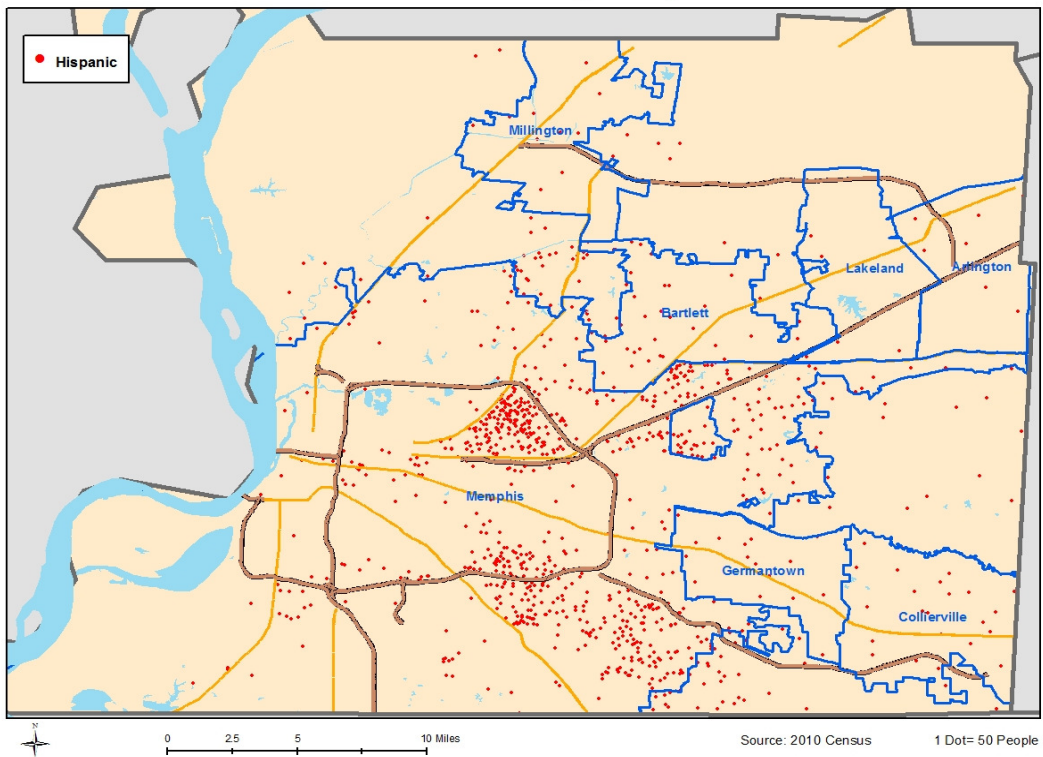 Hispanic
Millington
Lakeland
Arlington
Bartlett
Memphis
Germantown
Collierville
N
0 2.5 5 10 Miles
Source: 2010 Census 1 Dot= 50 People